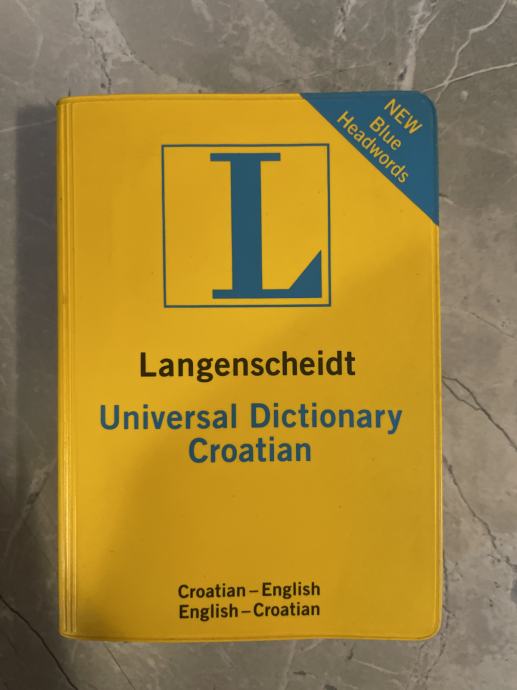 NEW
Blue
Headwords
L
Langenscheidt
Universal Dictionary
Croatian
Croatian – English
English – Croatian